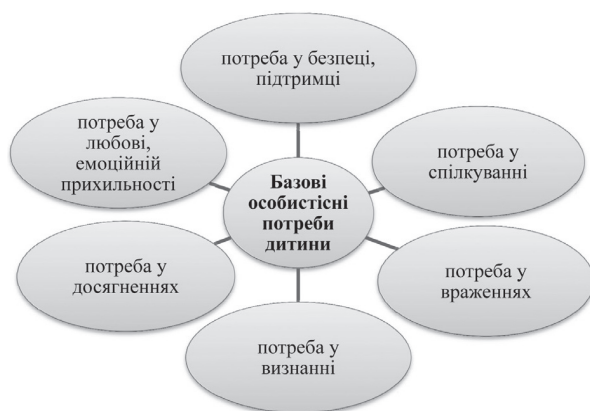 потреба у безпеці,
підтримці
потреба у
любові,
емоційній
прихильності
потреба у
спілкуванні
Базові
особистісні
потреби
дитини
потреба у
досягненнях
потреба у
враженнях
потреба у
визнанні